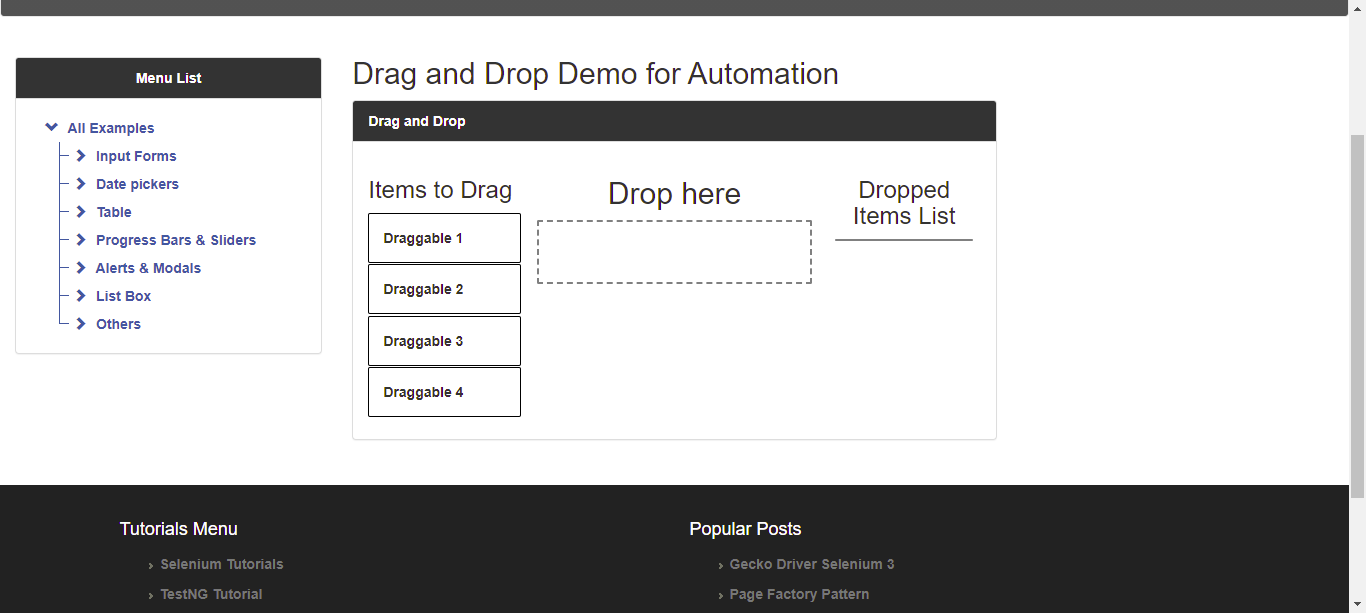 Menu List
All Examples
Input Forms
Date pickers
Table
Progress Bars & Sliders
Alerts & Modals
List Box
Others
Drag and Drop Demo for Automation
Drag and Drop
Items to Drag
Draggable 1
Draggable 2
Draggable 3
Draggable 4
Drop here
Dropped
Items List
Tutorials Menu
Selenium Tutorials
TestNG Tutorial
Popular Posts
Gecko Driver Selenium 3
Page Factory Pattern